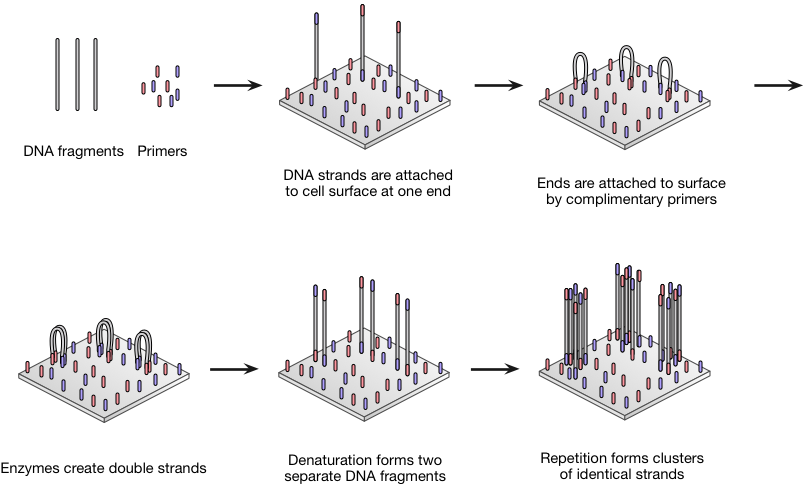 DNA fragments
Primers
DNA strands are attached
to cell surface at one end
Ends are attached to surface
by complimentary primers
Enzymes create double strands
Denaturation forms two
separate DNA fragments
Repetition forms clusters
of identical strands